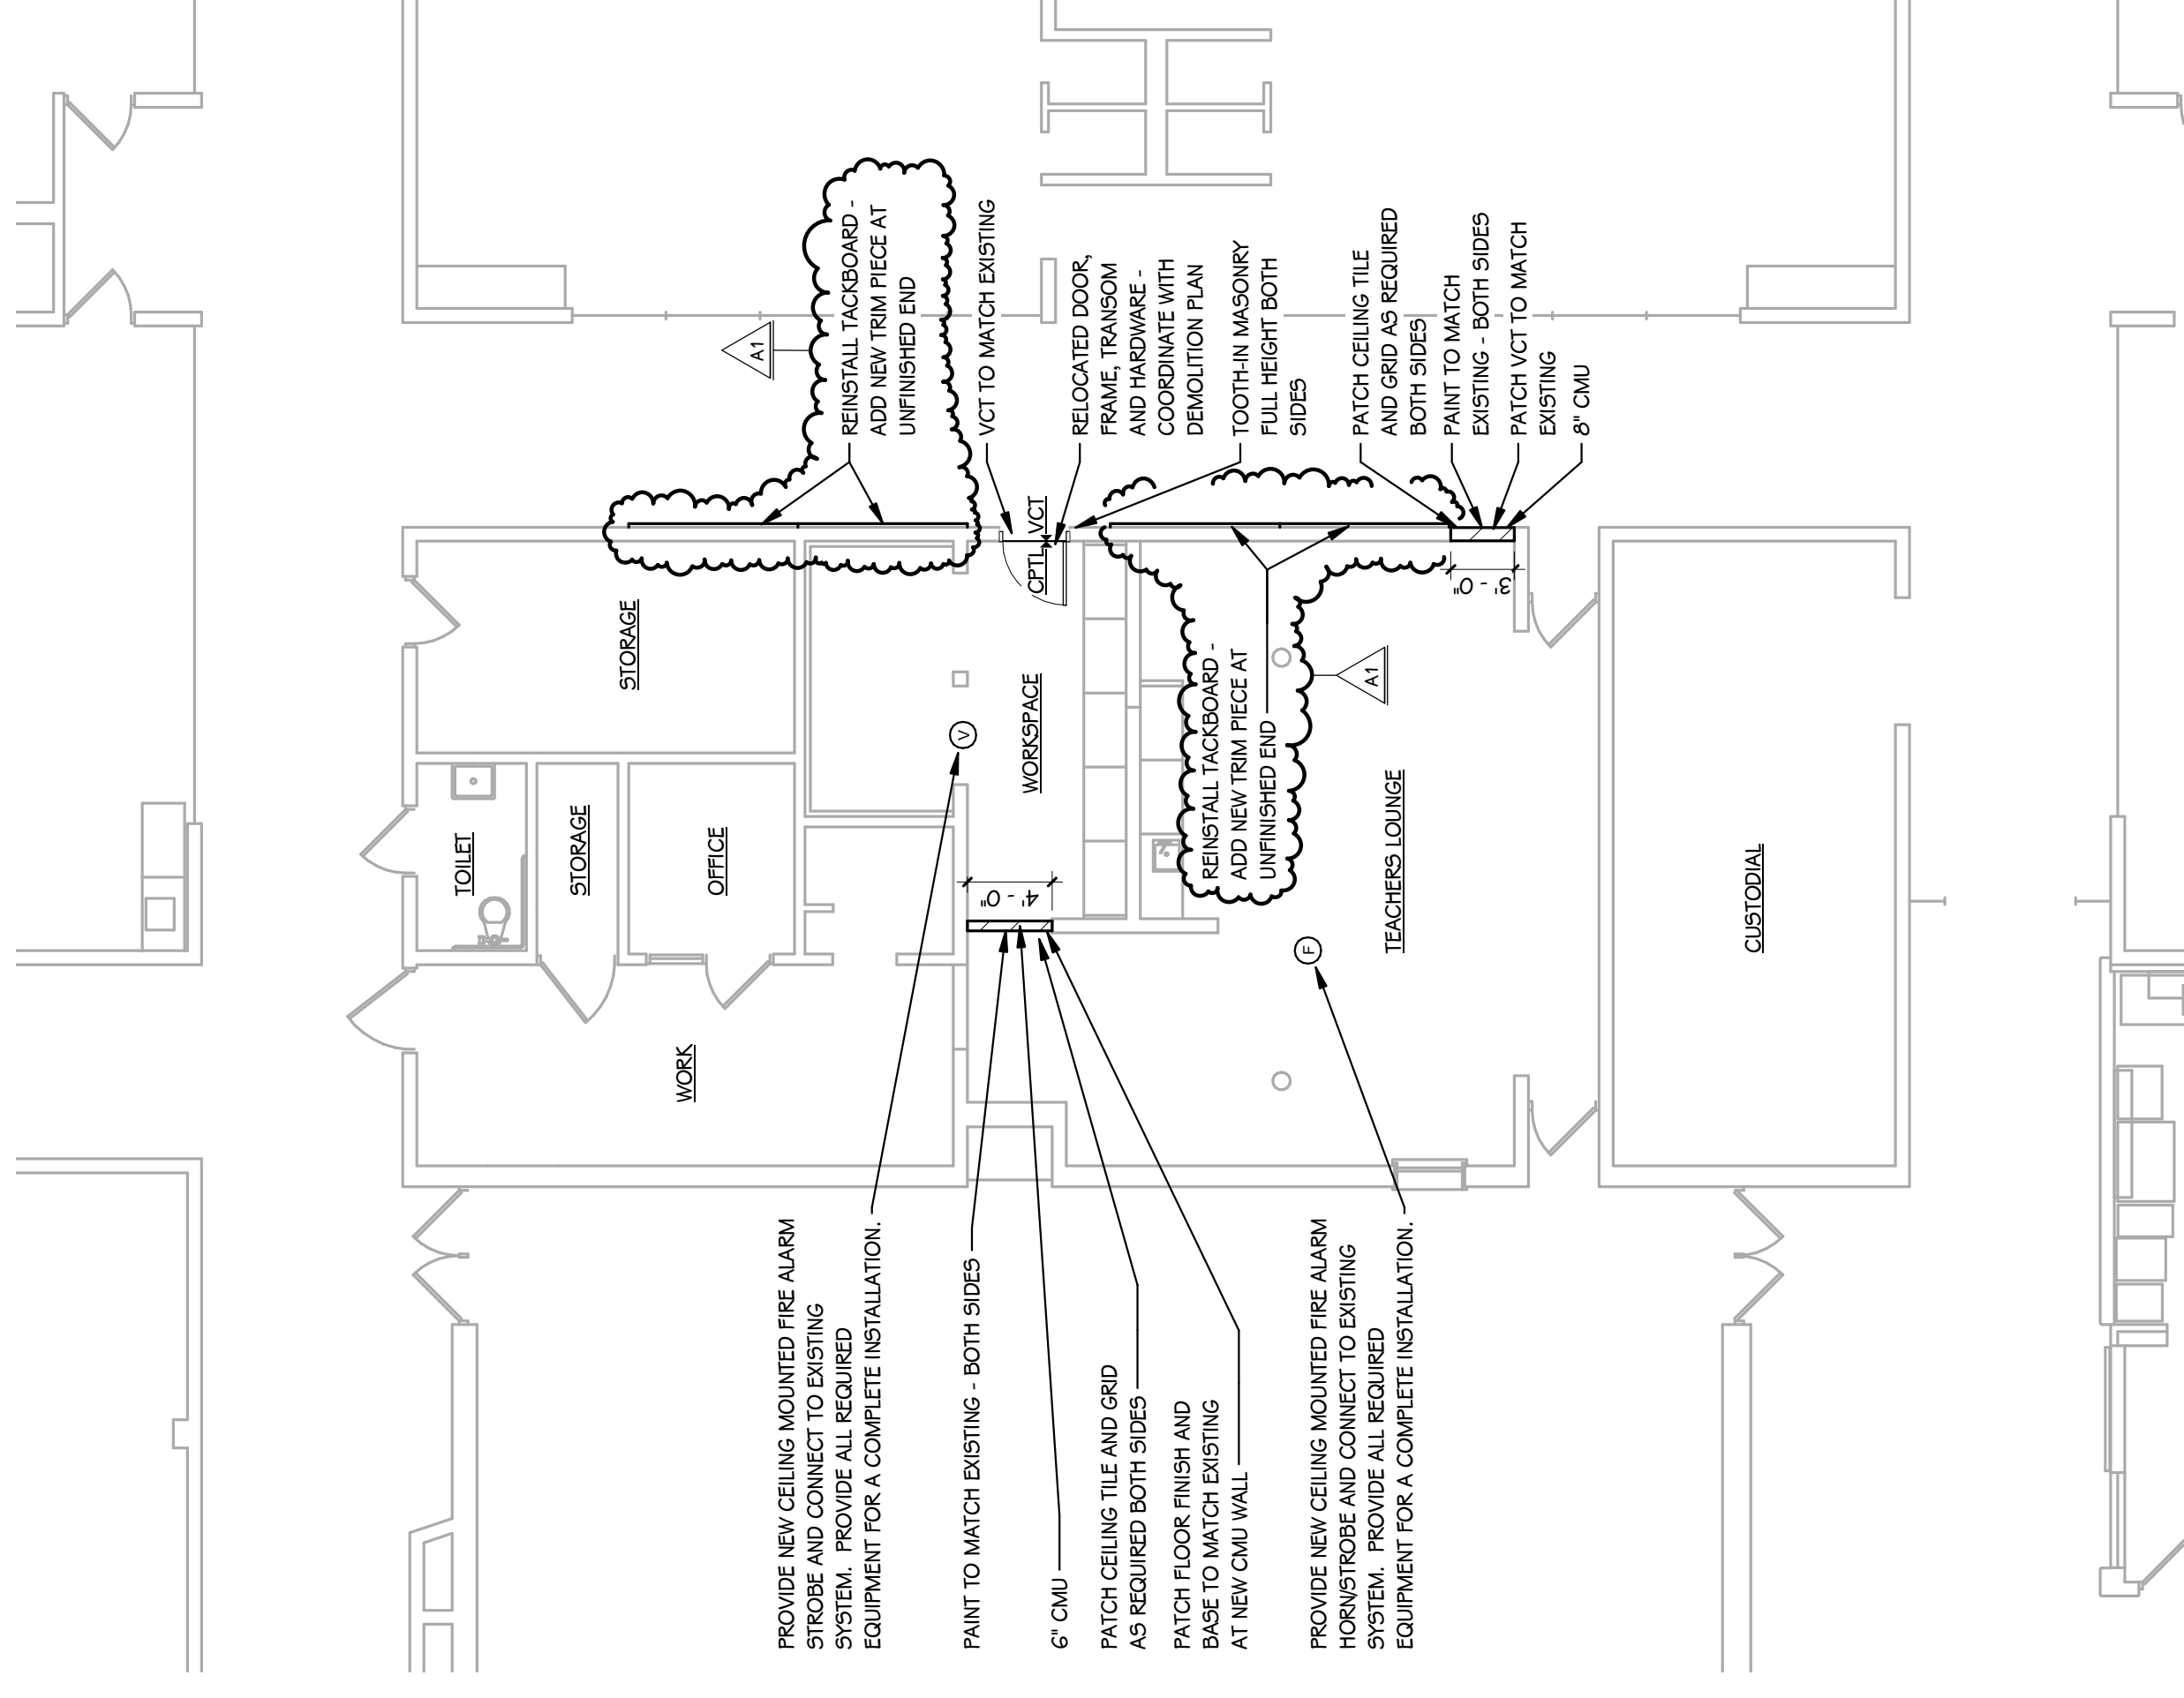 REINSTALL TACKBOARD -
ADD NEW TRIM PIECE AT
UNFINISHED END
A1
VCT TO MATCH EXISTING
RELOCATED DOOR,
FRAME, TRANSOM
AND HARDWARE -
COORDINATE WITH
DEMOLITION PLAN
TOOTH-IN MASONRY
FULL HEIGHT BOTH
SIDES
PATCH CEILING TILE
AND GRID AS REQUIRED
BOTH SIDES
PAINT TO MATCH
EXISTING - BOTH SIDES
PATCH VCT TO MATCH
EXISTING
8" CMU
VCT
CPTL
3' - 0"
STORAGE
WORKSPACE
V
REINSTALL TACKBOARD -
ADD NEW TRIM PIECE AT
UNFINISHED END
A1
TOILET
STORAGE
OFFICE
4' - 0"
TEACHERS LOUNGE
F
CUSTODIAL
WORK
PROVIDE NEW CEILING MOUNTED FIRE ALARM
STROBE AND CONNECT TO EXISTING
SYSTEM.  PROVIDE ALL REQUIRED
EQUIPMENT FOR A COMPLETE INSTALLATION.
PAINT TO MATCH EXISTING - BOTH SIDES
6" CMU
PATCH CEILING TILE AND GRID
AS REQUIRED BOTH SIDES
PATCH FLOOR FINISH AND
BASE TO MATCH EXISTING
AT NEW CMU WALL
PROVIDE NEW CEILING MOUNTED FIRE ALARM
HORN/STROBE AND CONNECT TO EXISTING
SYSTEM.  PROVIDE ALL REQUIRED
EQUIPMENT FOR A COMPLETE INSTALLATION.